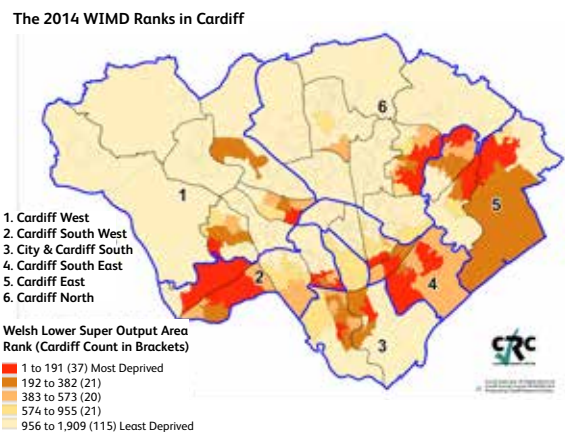 The 2014 WIMD Ranks in Cardiff
6
1
5
2
4
3
1. Cardiff West
2. Cardiff South West
3. City & Cardiff South
4. Cardiff South East
5. Cardiff East
6. Cardiff North
Welsh Lower Super Output Area
Rank (Cardiff Count in Brackets)
1 to 191 (37) Most Deprived
192 to 382 (21)
383 to 573 (20)
574 to 955 (21)
956 to 1,909 (115) Least Deprived
CRC